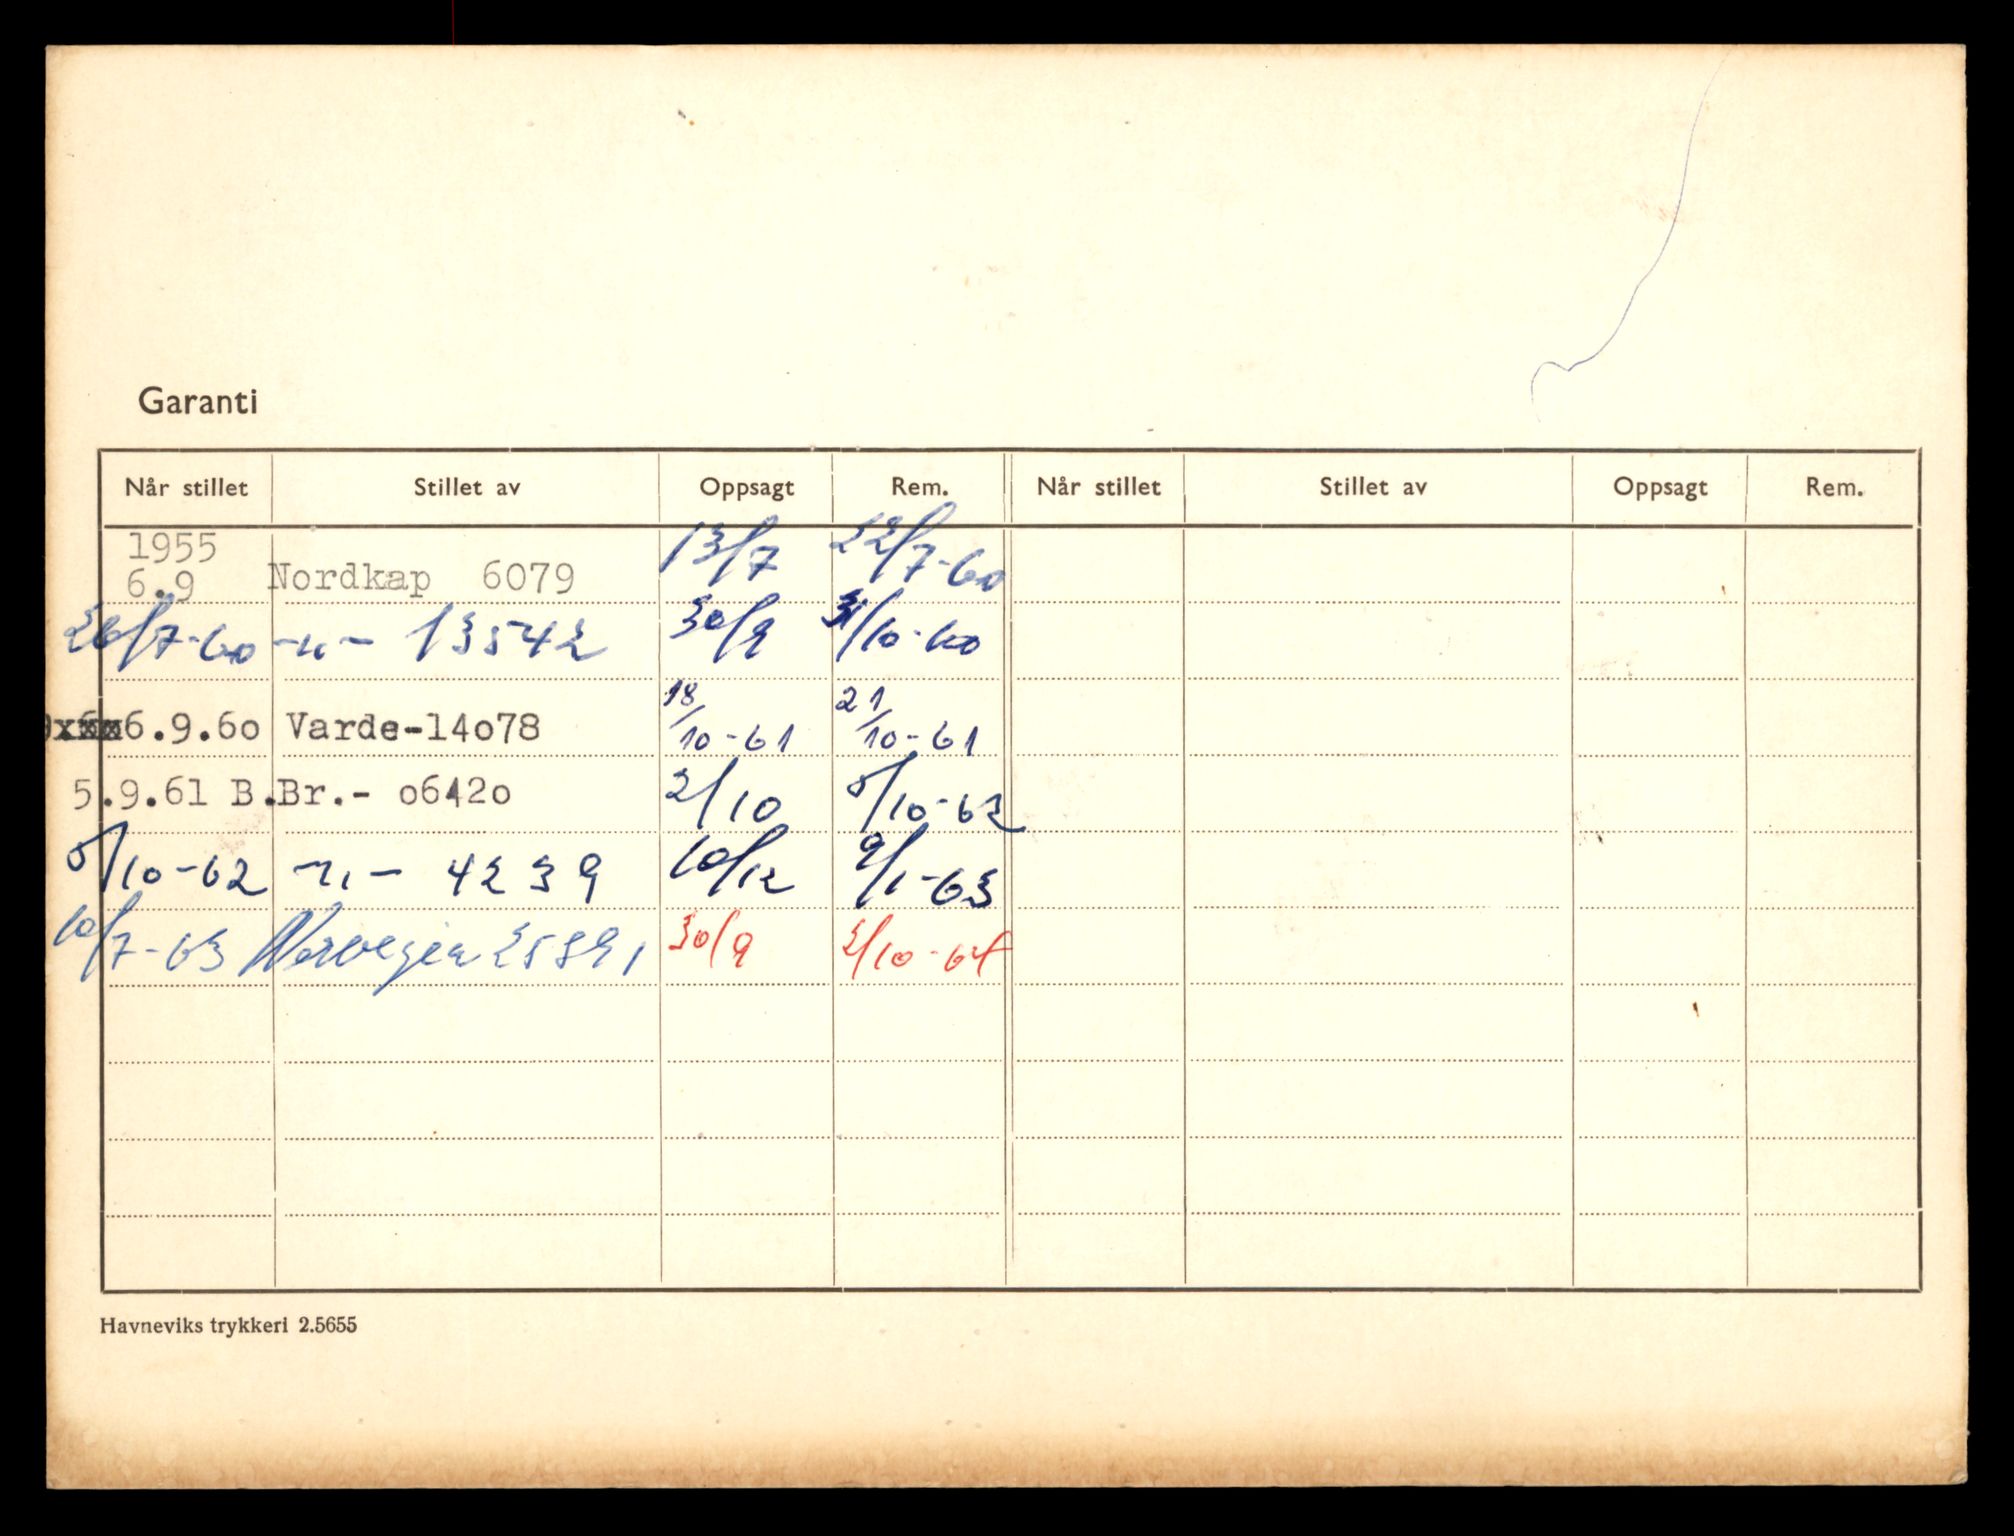 Garanti
Når stillet Stillet av Oppsagt Rem. Når stillet Stillet av Oppsagt Rem.
1955
6.9 Nordkap 6079 13/7 22/7-60
26/7-60 -"- 13542 30/9 3/10-60
6.9.60 Varde-14o78 18/10-61 21/10-61
5.9.61 B.Br.- o642o 2/10 5/10-62
5/10-62 -"- 4239 10/12 9/1-63
10/7-63 Norvegia 25891 30/9 2/10-64
Havneviks trykkeri 2.5655